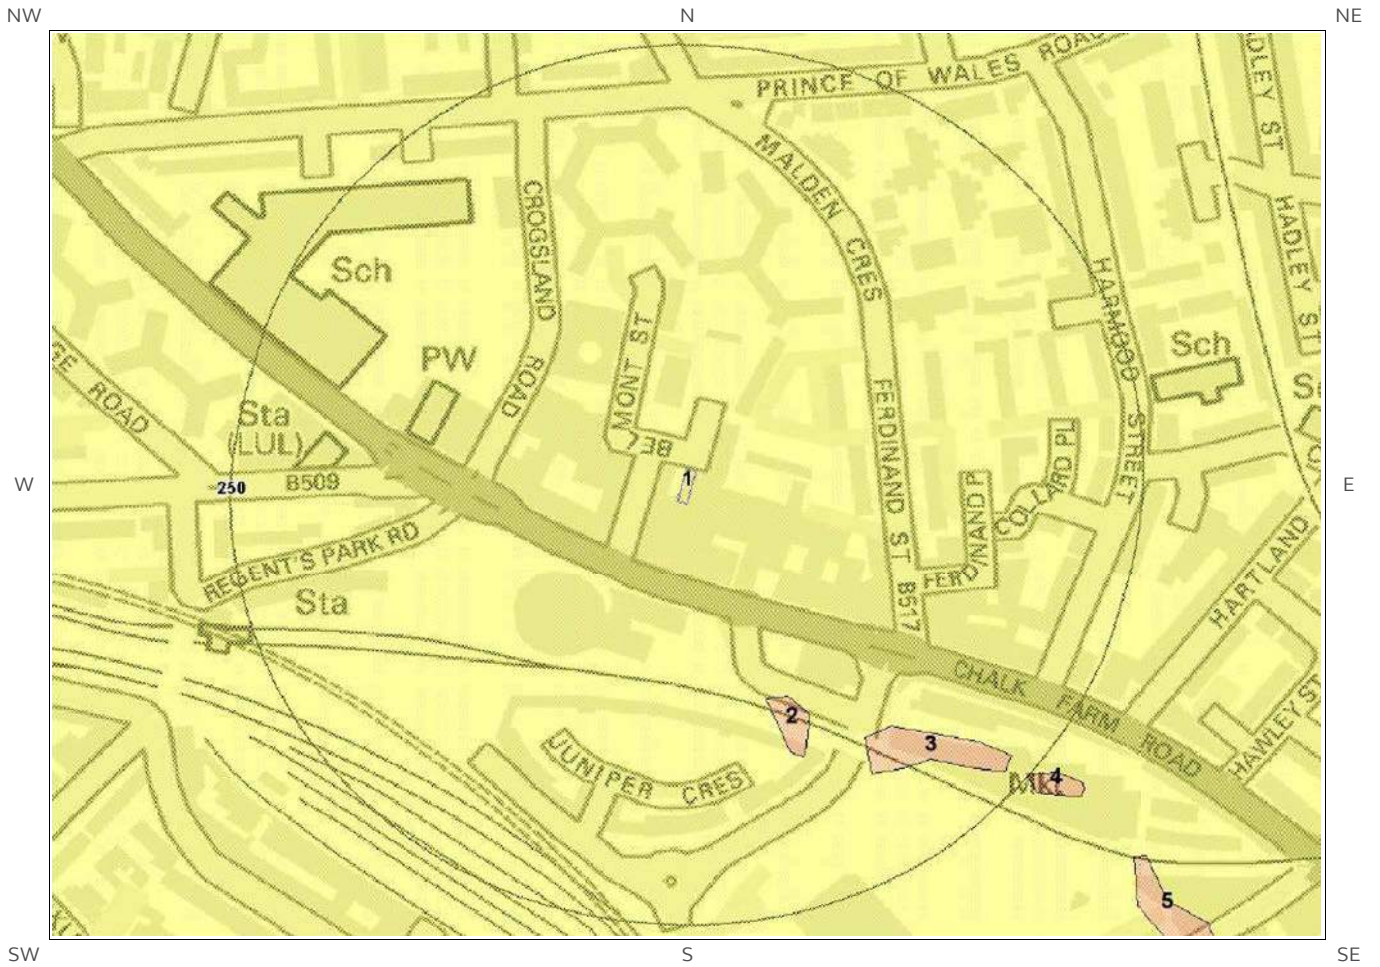 NW
N
NE
PRINCE OF WALES ROAD
DLEY ST
MALDEN CRES
CROGSLAND
ROAD
HADLEY ST
Sch
HARMOOD STREET
MONT ST
BEL
PW
Sch
GE ROAD
Sta
(LUL)
FERDINAND ST B517
COLLARD PL
W
250
B509
1
E
FERDINAND P
REGENT'S PARK RD
Sta
HARTLAND
CHALK FARM ROAD
HAWLEY ST
2
3
JUNIPER CRES
Mkt
4
5
SW
S
SE